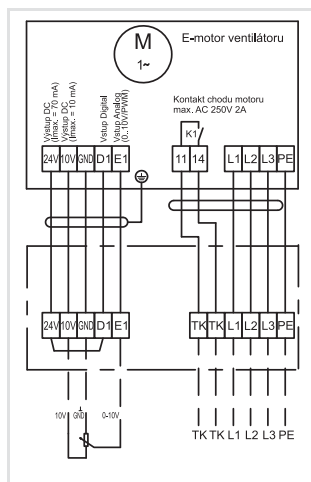 M
1~
E-motor ventilátoru
Výstup DC
(Imax. = 70 mA)
Výstup DC
(Imax. = 10 mA)
Vstup Digital
Vstup Analog
(0..10V/PWM)
Kontakt chodu motoru
max. AC 250V 2A
K1
24V 10V GND D1 E1
11 14
L1 L2 L3 PE
24V 10V GND D1 E1
TK TK L1 L2 L3 PE
10V GND 0-10V
TK TK L1 L2 L3 PE